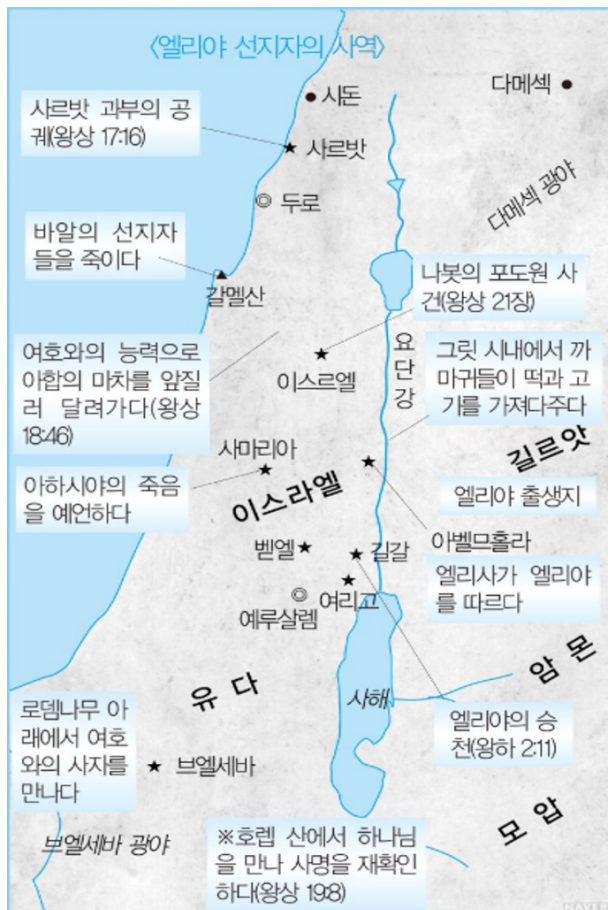 〈엘리야 선지자의 사역〉
시돈
다메섹
사르밧 과부의 공
궤(왕상 17:16)
사르밧
두로
다메섹 광야
바알의 선지자
들을 죽이다
갈멜산
나봇의 포도원 사
건(왕상 21장)
여호와의 능력으로
아합의 마차를 앞질
러 달려가다(왕상
18:46)
이스르엘
요단강
그릿 시내에서 까
마귀들이 떡과 고
기를 가져다주다
길르앗
사마리아
아하시야의 죽음
을 예언하다
이스라엘
엘리야 출생지
벧엘
길갈
아벨므홀라
엘리사가 엘리야
를 따르다
여리고
예루살렘
암몬
유다
사해
로뎀나무 아
래에서 여호
와의 사자를
만나다
브엘세바
엘리야의 승
천(왕하 2:11)
모압
브엘세바 광야
※호렙 산에서 하나님
을 만나 사명을 재확인
하다(왕상 19:8)
NAVER